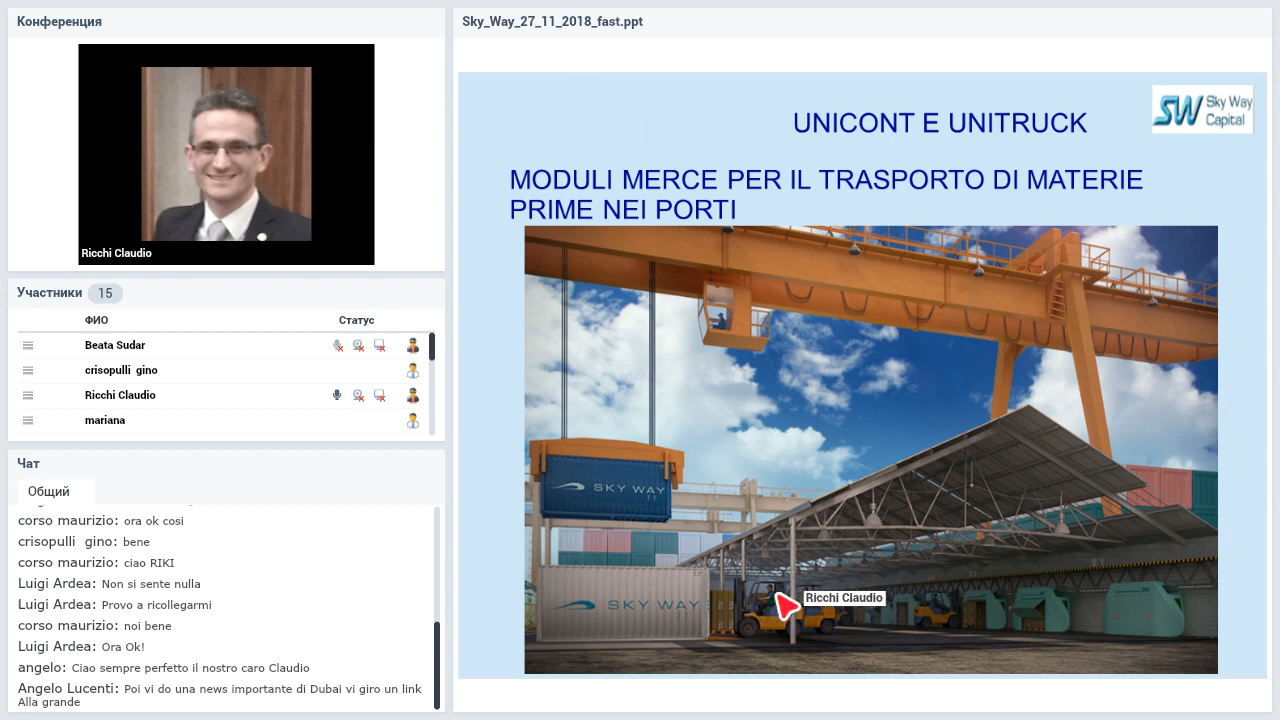 Конференция
Ricchi Claudio
Участники 15
ФИО Статус
Beata Sudar
crisopulli gino
Ricchi Claudio
mariana
Чат
Общий
corso maurizio: ora ok cosi
crisopulli gino: bene
corso maurizio: ciao RIKI
Luigi Ardea: Non si sente nulla
Luigi Ardea: Provo a ricollegarmi
corso maurizio: noi bene
Luigi Ardea: Ora Ok!
angelo: Ciao sempre perfetto il nostro caro Claudio
Angelo Lucenti: Poi vi do una news importante di Dubai vi giro un link
Alla grande
Sky_Way_27_11_2018_fast.ppt
Sky Way
Capital
UNICONT E UNITRUCK
MODULI MERCE PER IL TRASPORTO DI MATERIE
PRIME NEI PORTI
SKY WAY
SKY WAY
Ricchi Claudio